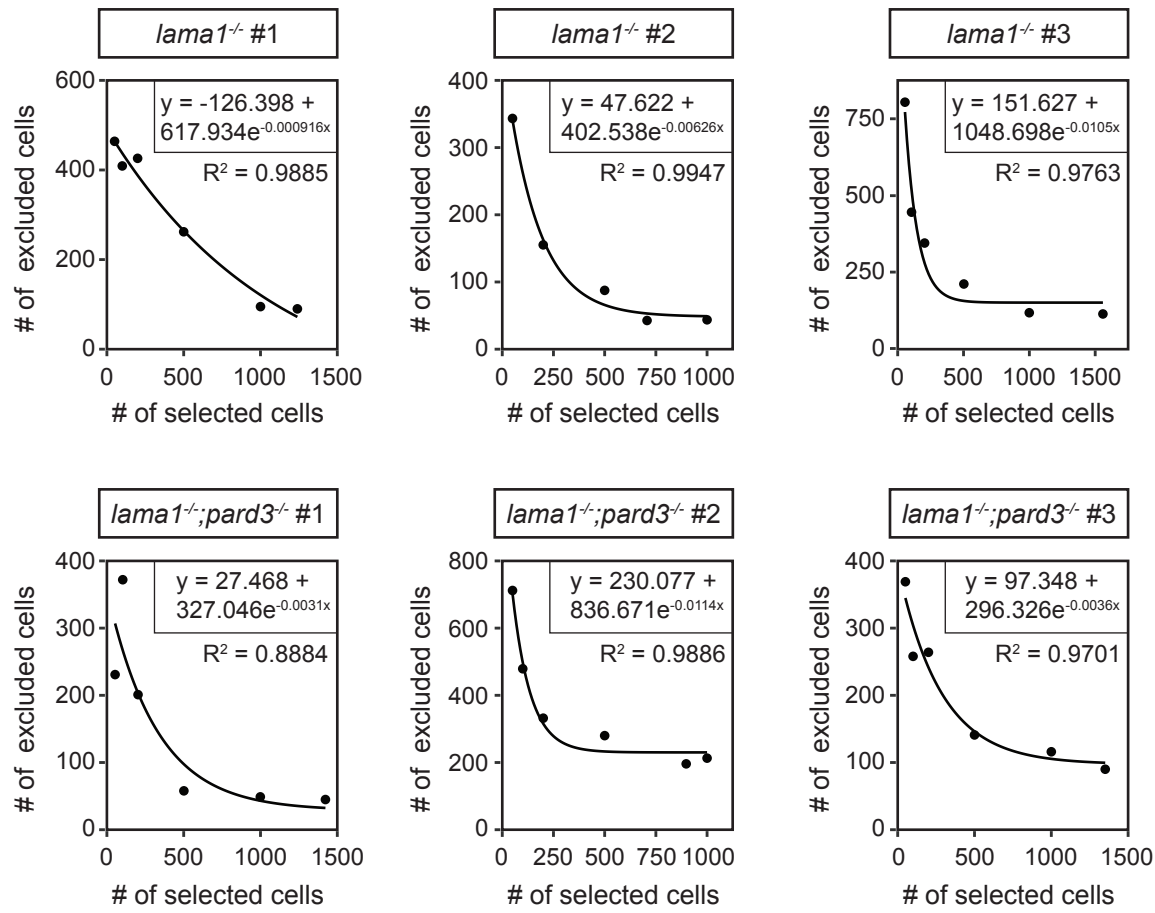 lama1-/- #1
600
400
200
0
0 500 1000 1500
# of excluded cells
# of selected cells
y = -126.398 +
617.934e-0.000916x
R2 = 0.9885
lama1-/- #2
400
300
200
100
0
0 250 500 750 1000
# of excluded cells
# of selected cells
y = 47.622 +
402.538e-0.00626x
R2 = 0.9947
lama1-/- #3
750
500
250
0
0 500 1000 1500
# of excluded cells
# of selected cells
y = 151.627 +
1048.698e-0.0105x
R2 = 0.9763
lama1-/-;pard3-/- #1
400
300
200
100
0
0 500 1000 1500
# of excluded cells
# of selected cells
y = 27.468 +
327.046e-0.0031x
R2 = 0.8884
lama1-/-;pard3-/- #2
800
600
400
200
0
0 250 500 750 1000
# of excluded cells
# of selected cells
y = 230.077 +
836.671e-0.0114x
R2 = 0.9886
lama1-/-;pard3-/- #3
400
300
200
100
0
0 500 1000 1500
# of excluded cells
# of selected cells
y = 97.348 +
296.326e-0.0036x
R2 = 0.9701